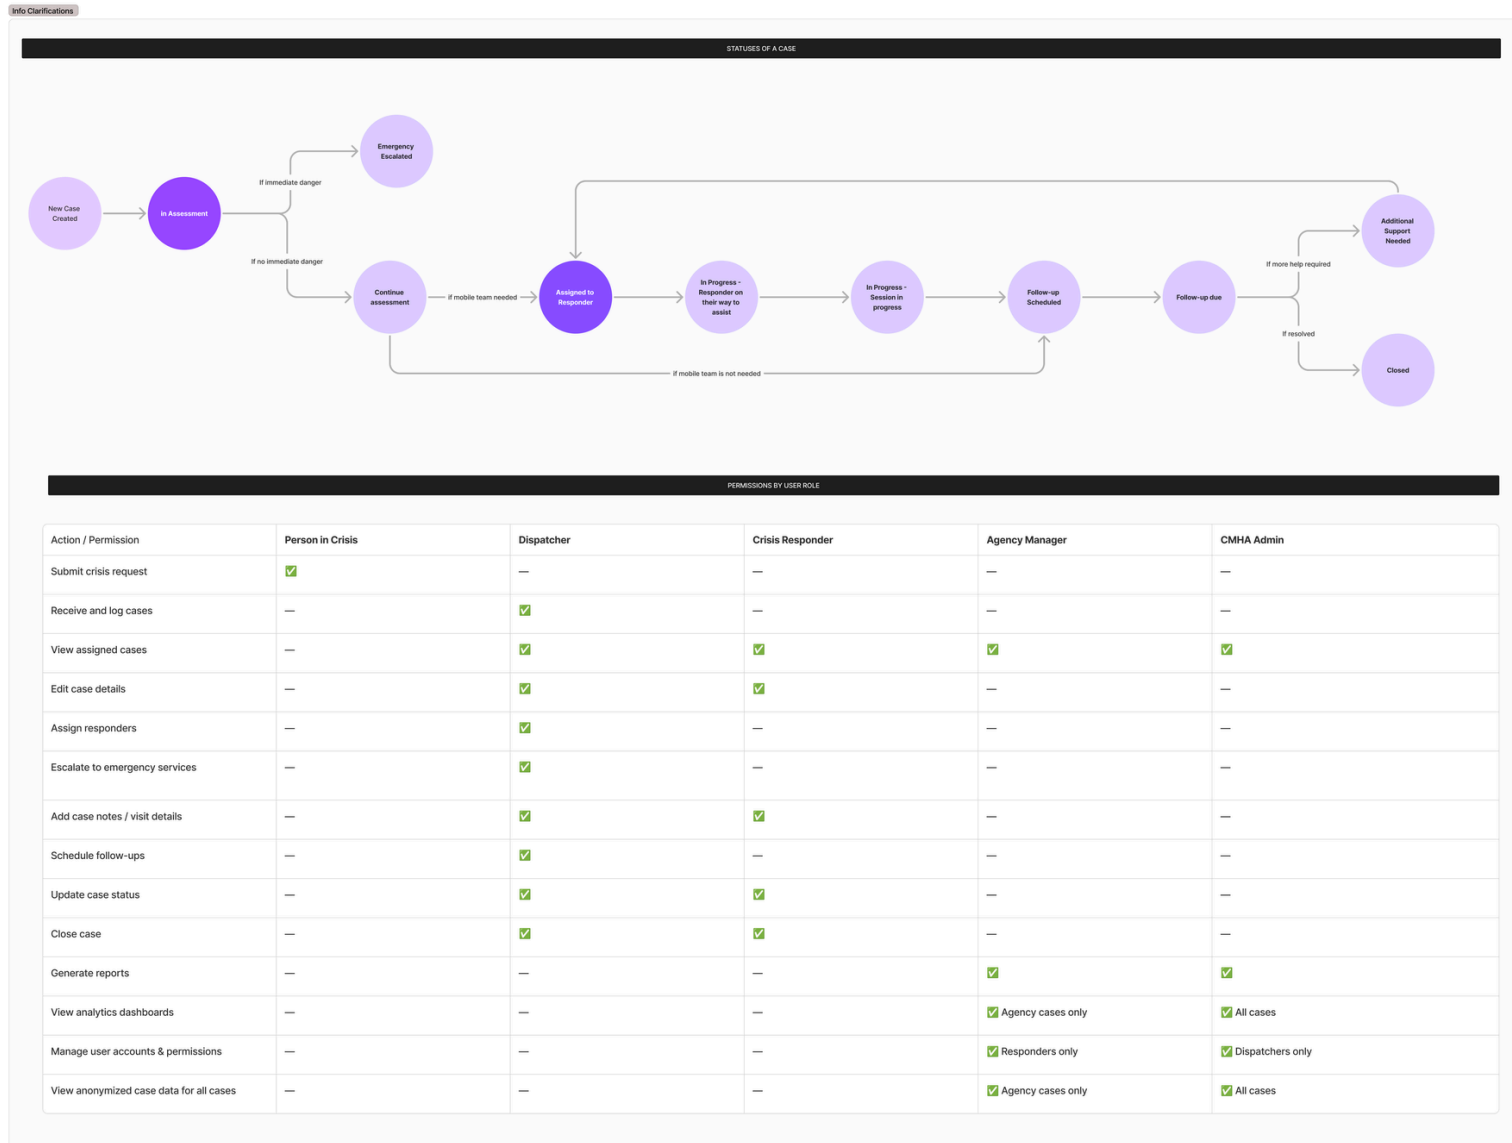 Info Clarifications
STATUSES OF A CASE
New Case
Created
in Assessment
If immediate danger
Emergency
Escalated
If no immediate danger
Continue
assessment
if mobile team needed
Assigned to
Responder
In Progress -
Responder on
their way to
assist
In Progress -
Session in
progress
Follow-up
Scheduled
Follow-up due
If more help required
Additional
Support
Needed
If resolved
Closed
if mobile team is not needed
PERMISSIONS BY USER ROLE
Action / Permission Person in Crisis Dispatcher Crisis Responder Agency Manager CMHA Admin
Submit crisis request ✅ — — — —
Receive and log cases — ✅ — — —
View assigned cases — ✅ ✅ ✅ ✅
Edit case details — ✅ ✅ — —
Assign responders — ✅ — — —
Escalate to emergency services — ✅ — — —
Add case notes / visit details — ✅ ✅ — —
Schedule follow-ups — ✅ — — —
Update case status — ✅ ✅ — —
Close case — ✅ ✅ — —
Generate reports — — — ✅ ✅
View analytics dashboards — — — ✅ Agency cases only ✅ All cases
Manage user accounts & permissions — — — ✅ Responders only ✅ Dispatchers only
View anonymized case data for all cases — — — ✅ Agency cases only ✅ All cases